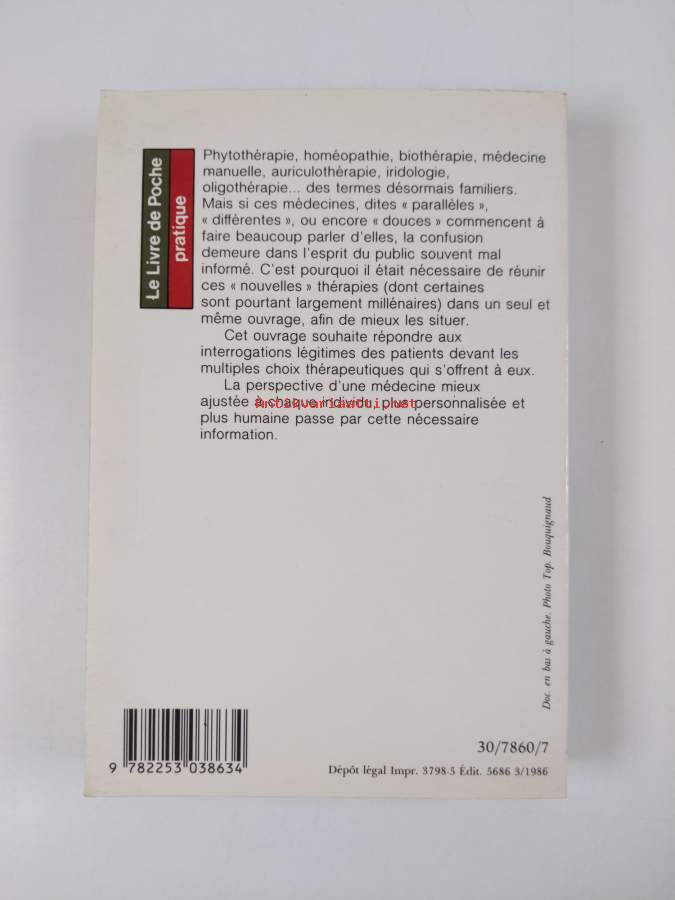 Le Livre de Poche
pratique
Phytothérapie, homéopathie, biothérapie, médecine
manuelle, auriculothérapie, iridologie,
oligothérapie... des termes désormais familiers.
Mais si ces médecines, dites « parallèles »,
« différentes », ou encore « douces » commencent à
faire beaucoup parler d'elles, la confusion
demeure dans l'esprit du public souvent mal
informé. C'est pourquoi il était nécessaire de réunir
ces « nouvelles » thérapies (dont certaines
sont pourtant largement millénaires) dans un seul et
même ouvrage, afin de mieux les situer.
Cet ouvrage souhaite répondre aux
interrogations légitimes des patients devant les
multiples choix thérapeutiques qui s'offrent à eux.
La perspective d'une médecine mieux
ajustée à chaque individu, plus personnalisée et
plus humaine passe par cette nécessaire
information.
Doc. en bas à gauche. Photo Top. Bouquignaud
9 782253 038634
30/7860/7
Dépôt légal Impr. 3798-5 Édit. 5686 3/1986